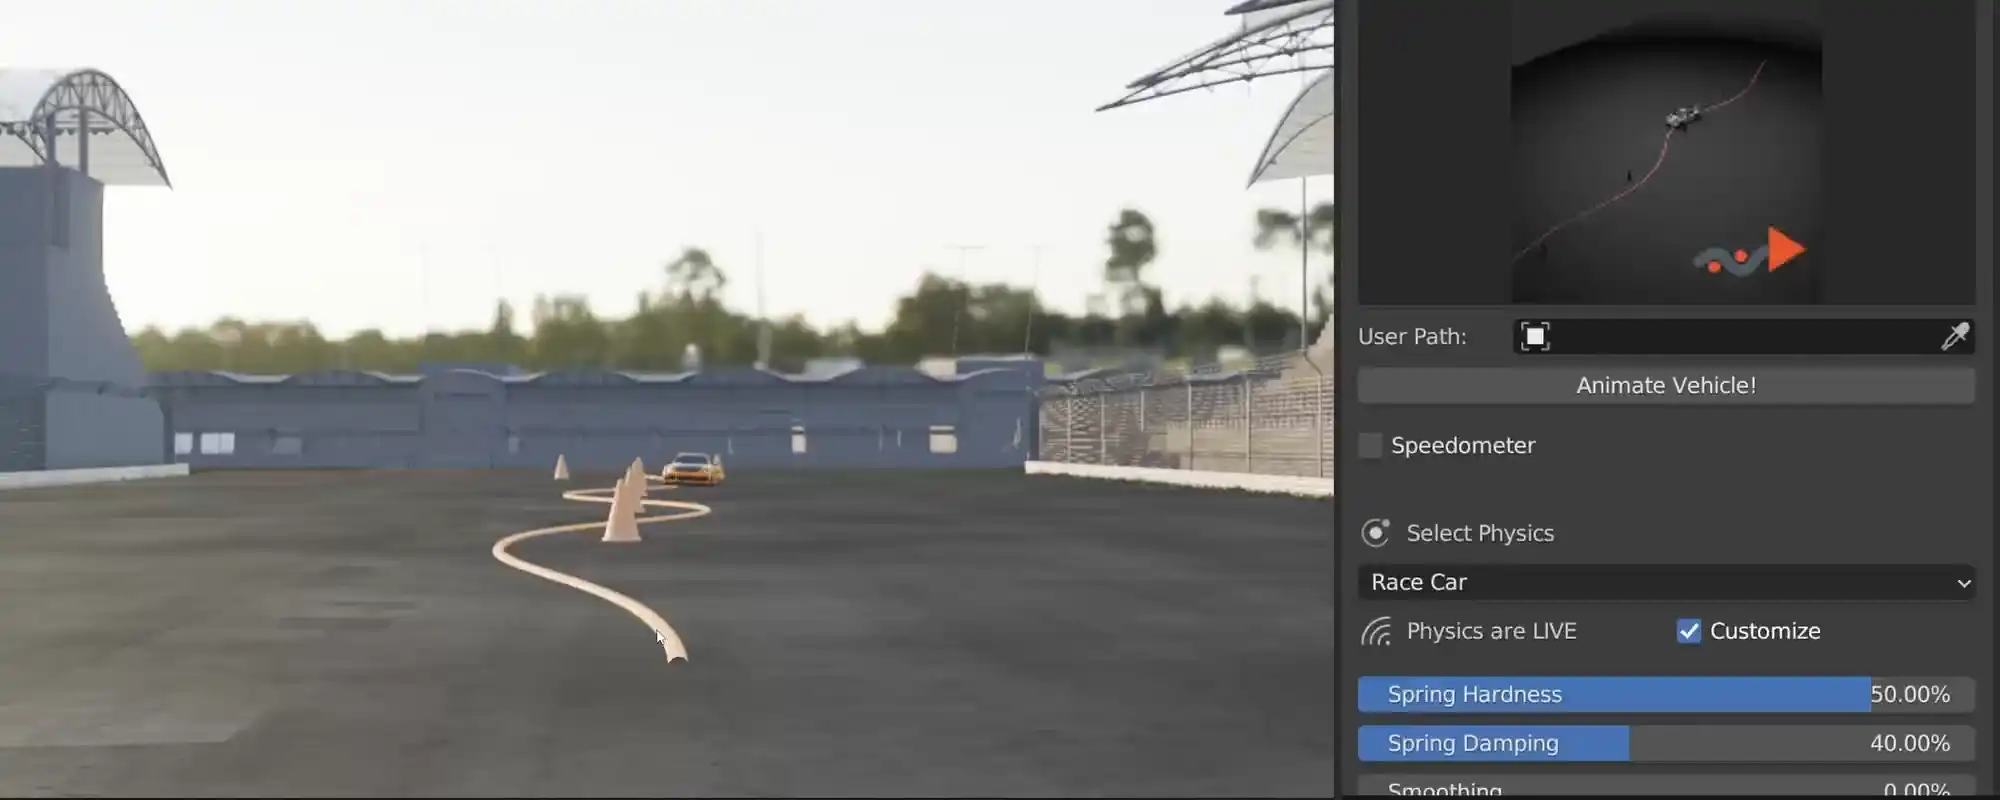 User Path:
Animate Vehicle!
Speedometer
Select Physics
Race Car
Physics are LIVE
Customize
Spring Hardness 50.00%
Spring Damping 40.00%
Smoothing 0.00%